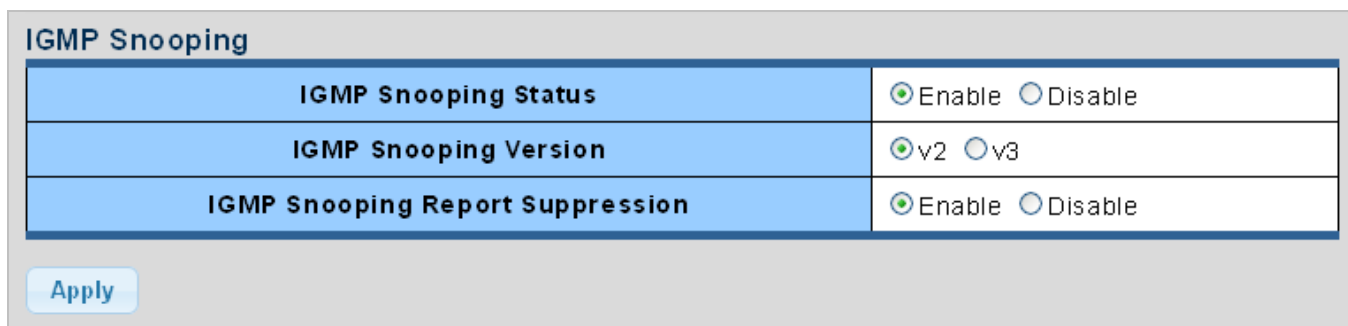 IGMP Snooping
IGMP Snooping Status Enable Disable
IGMP Snooping Version v2 v3
IGMP Snooping Report Suppression Enable Disable
Apply